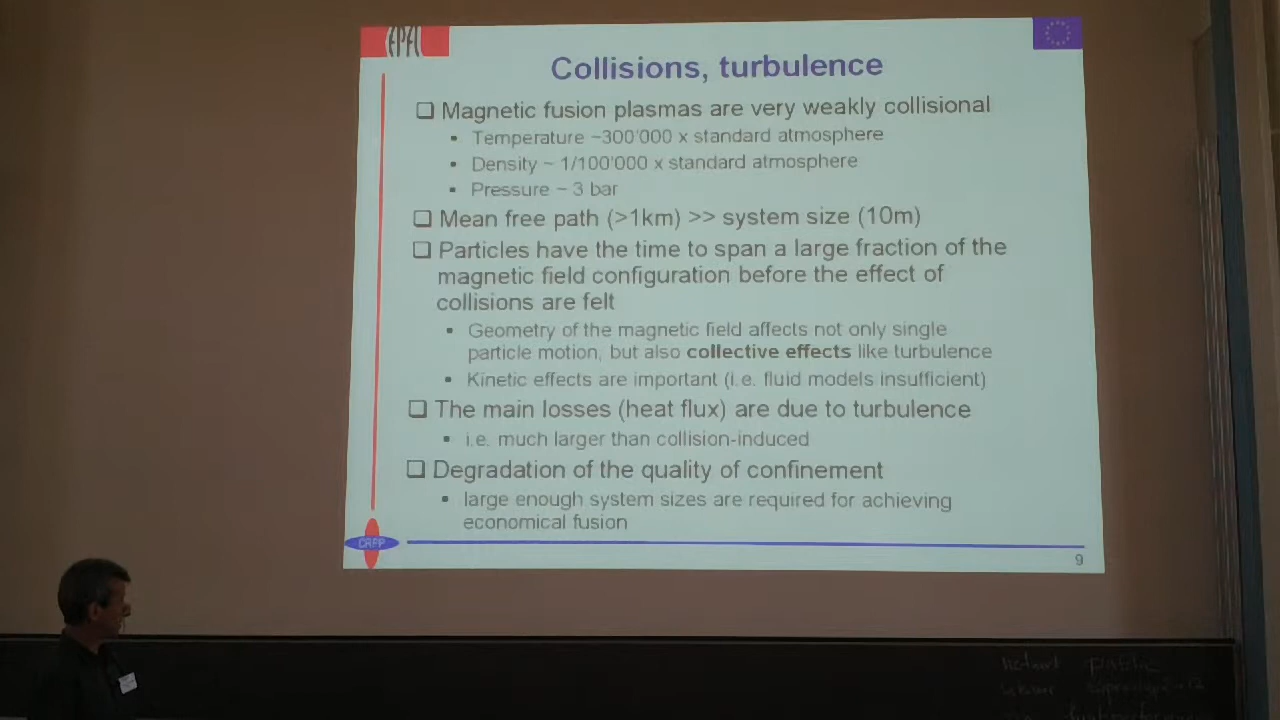 EPFL
Collisions, turbulence
❑ Magnetic fusion plasmas are very weakly collisional
▪ Temperature ~300'000 x standard atmosphere
▪ Density ~ 1/100'000 x standard atmosphere
▪ Pressure ~ 3 bar
❑ Mean free path (>1km) >> system size (10m)
❑ Particles have the time to span a large fraction of the
magnetic field configuration before the effect of
collisions are felt
▪ Geometry of the magnetic field affects not only single
particle motion, but also collective effects like turbulence
▪ Kinetic effects are important (i.e. fluid models insufficient)
❑ The main losses (heat flux) are due to turbulence
▪ i.e. much larger than collision-induced
❑ Degradation of the quality of confinement
▪ large enough system sizes are required for achieving
economical fusion
CRPP
9